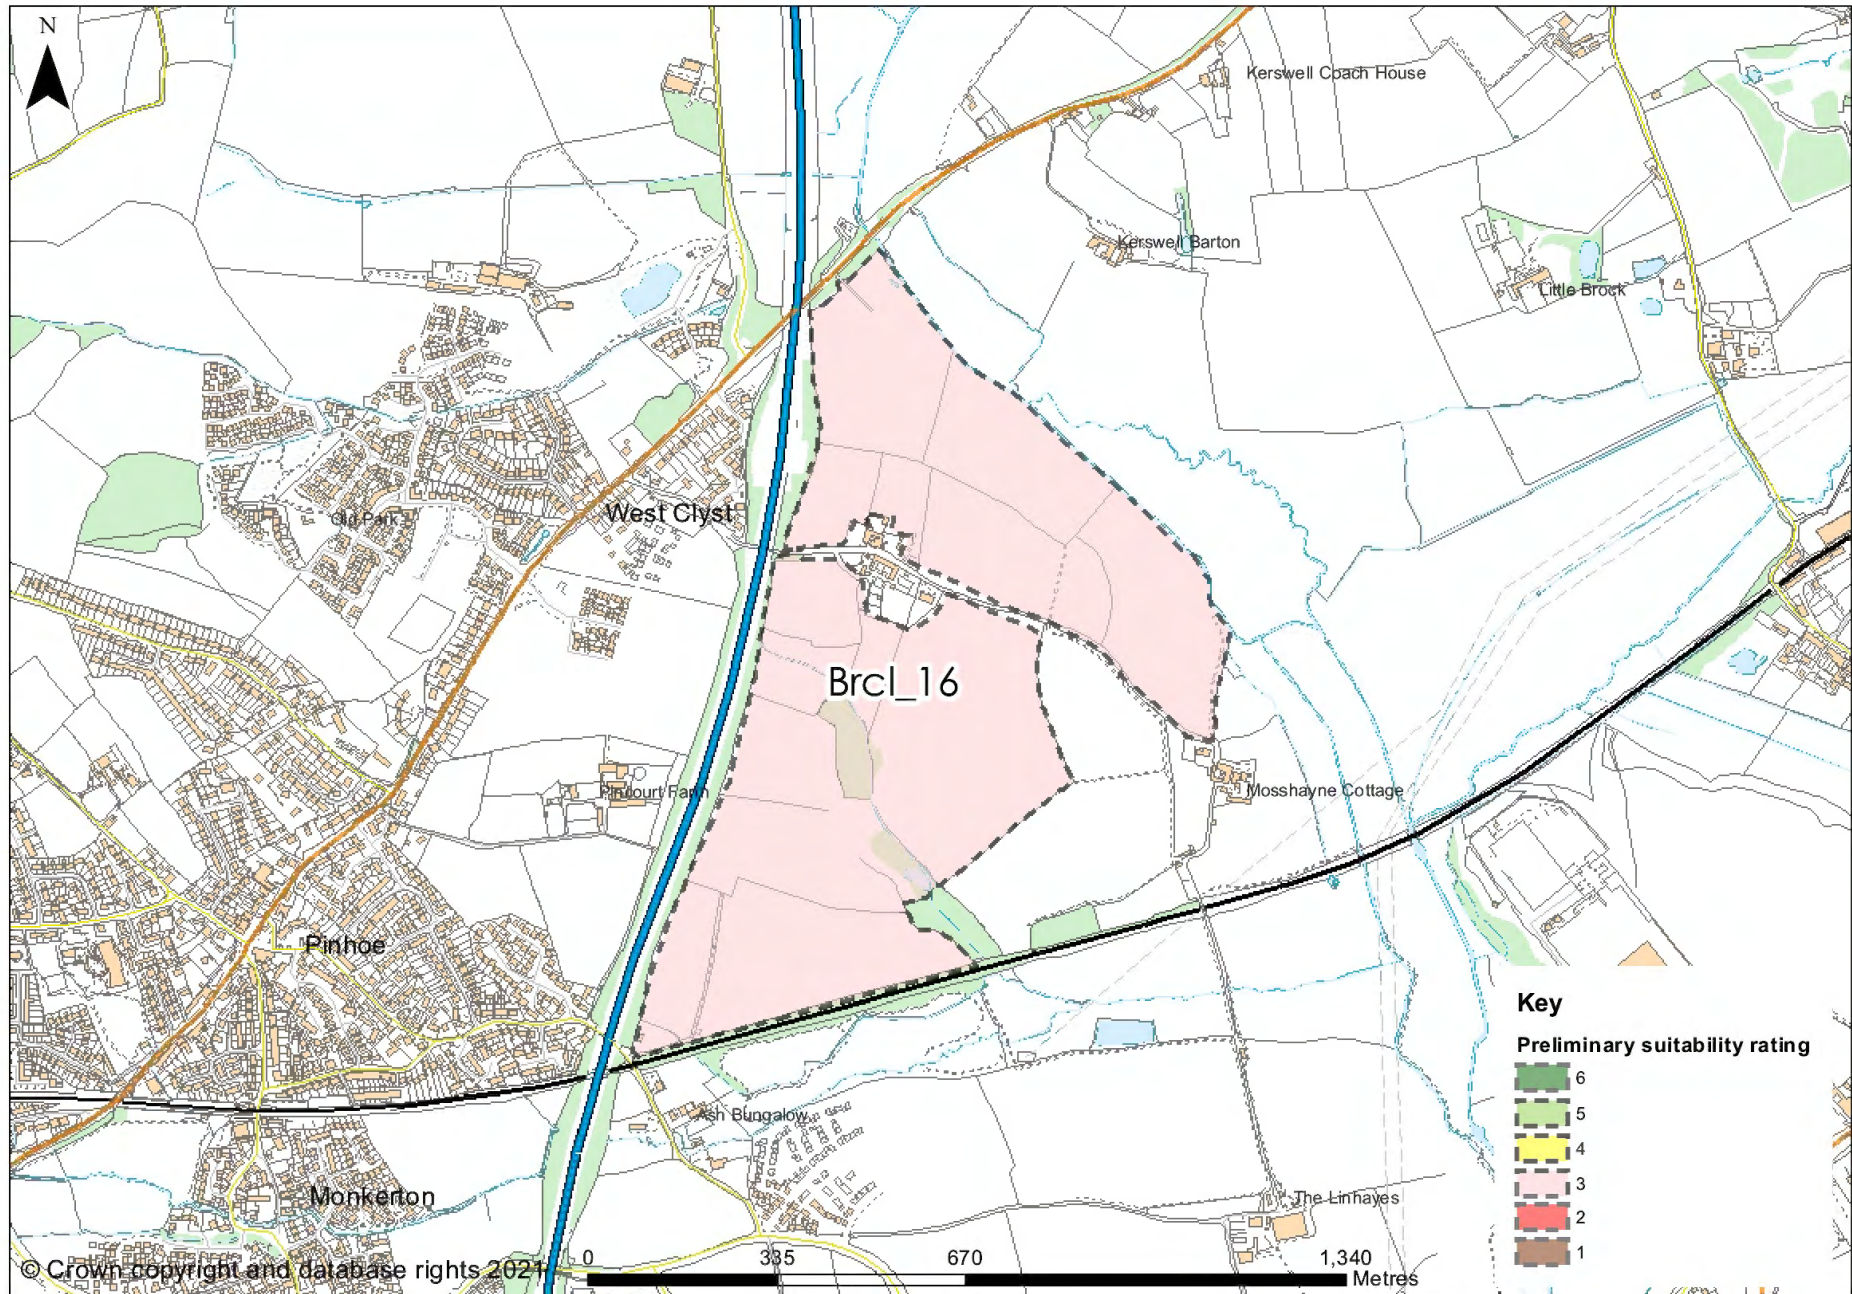 N
Kerswell Coach House
Kerswell Barton
Little Brock
West Clyst
Old Park
Brcl_16
Pincourt Farm
Mosshayne Cottage
Pinhoe
Key
Preliminary suitability rating
6
5
4
3
2
1
Ash Bungalow
Monkerton
The Linhayes
© Crown copyright and database rights 2021
0 335 670 1,340
Metres